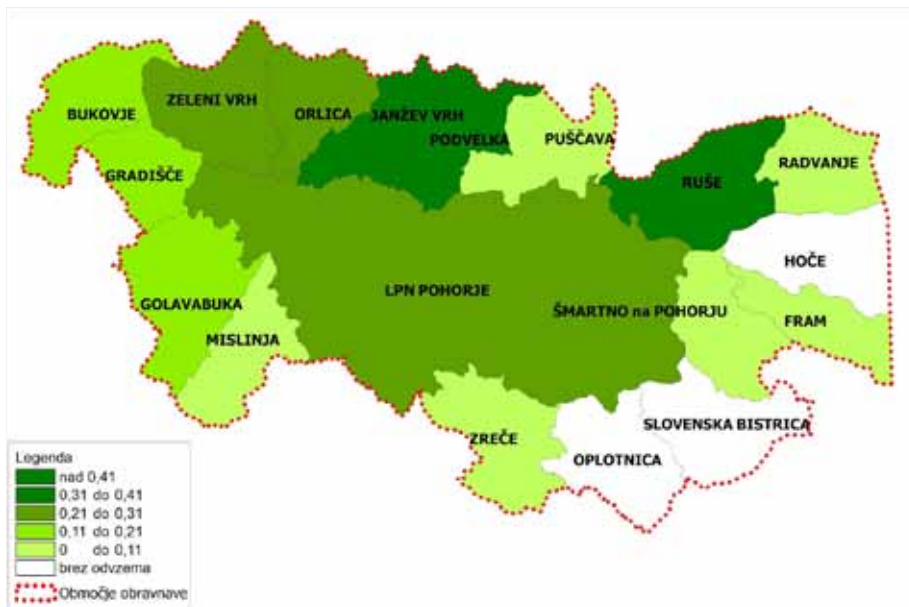 BUKOVJE
ZELENI VRH
ORLICA
JANŽEV VRH
PODVELKA
PUŠČAVA
RADVANJE
GRADIŠČE
RUŠE
HOČE
LPN POHORJE
GOLAVABUKA
ŠMARTNO na POHORJU
FRAM
MISLINJA
ZREČE
SLOVENSKA BISTRICA
OPLOTNICA
Legenda
nad 0,41
0,31 do 0,41
0,21 do 0,31
0,11 do 0,21
0 do 0,11
brez odvzema
Območje obravnave